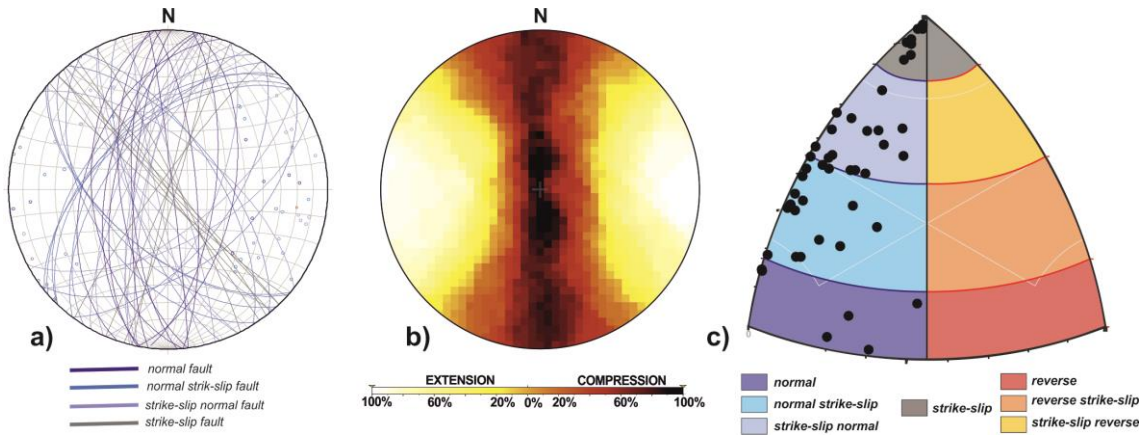 N
a)
normal fault
normal strik-slip fault
strike-slip normal fault
strike-slip fault
N
b)
EXTENSION COMPRESSION
100% 60% 20% 0% 20% 60% 100%
c)
normal
normal strike-slip
strike-slip normal
strike-slip
reverse
reverse strike-slip
strike-slip reverse